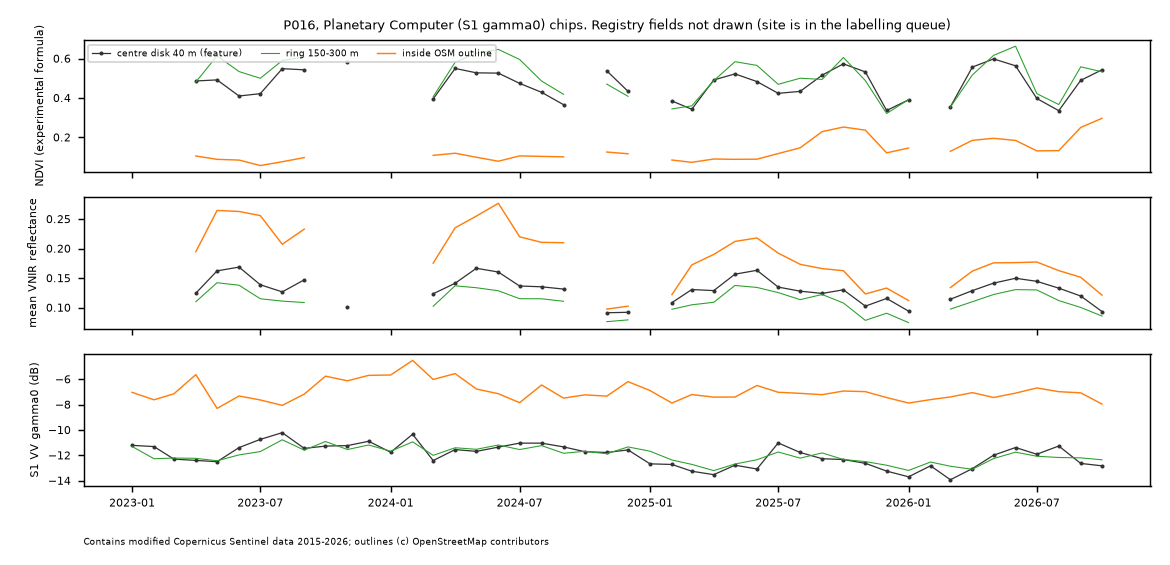 P016, Planetary Computer (S1 gamma0) chips. Registry fields not drawn (site is in the labelling queue)
centre disk 40 m (feature) ring 150-300 m inside OSM outline
NDVI (experimental formula)
0.6
0.4
0.2
mean VNIR reflectance
0.25
0.20
0.15
0.10
S1 VV gamma0 (dB)
−6
−8
−10
−12
−14
2023-01 2023-07 2024-01 2024-07 2025-01 2025-07 2026-01 2026-07
Contains modified Copernicus Sentinel data 2015-2026; outlines (c) OpenStreetMap contributors